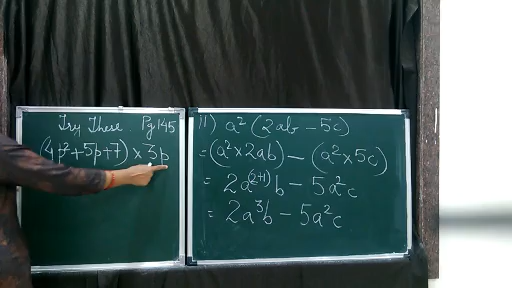 Try These Pg 145
(4p²+5p+7) × 3p
ii) a² (2ab - 5c)
= (a²×2ab) - (a²×5c)
= 2a⁽²⁺¹⁾b - 5a²c
= 2a³b - 5a²c